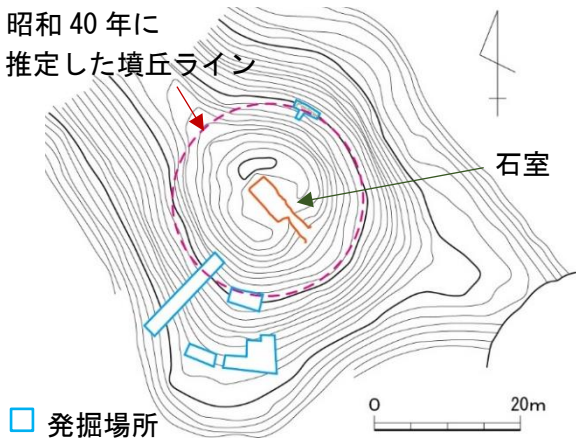 昭和 40 年に
推定した墳丘ライン
石室
発掘場所
0 20m